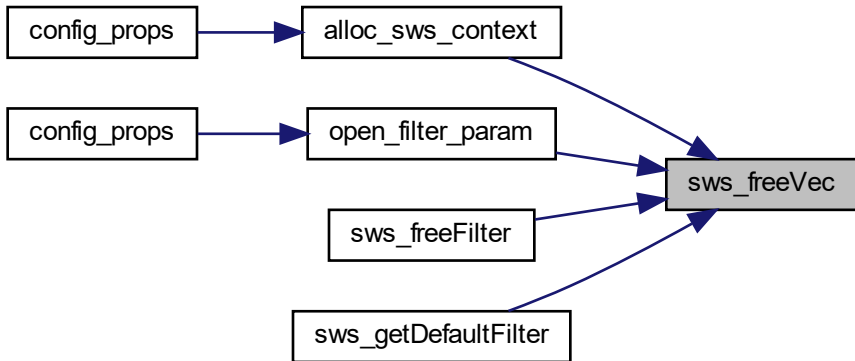 config_props
alloc_sws_context
config_props
open_filter_param
sws_freeVec
sws_freeFilter
sws_getDefaultFilter